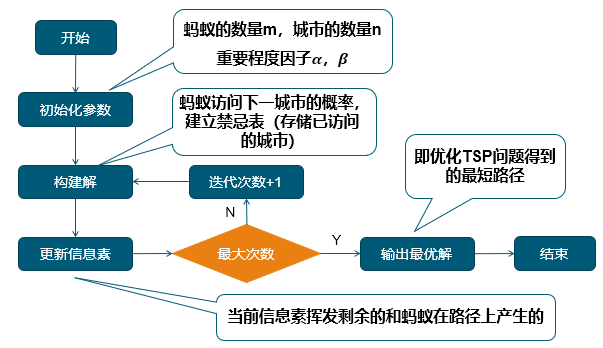 开始
蚂蚁的数量m，城市的数量n
重要程度因子α，β
初始化参数
蚂蚁访问下一城市的概率，
建立禁忌表（存储已访问
的城市）
构建解
迭代次数+1
即优化TSP问题得到
的最短路径
N
更新信息素
最大次数
Y
输出最优解
结束
当前信息素挥发剩余的和蚂蚁在路径上产生的